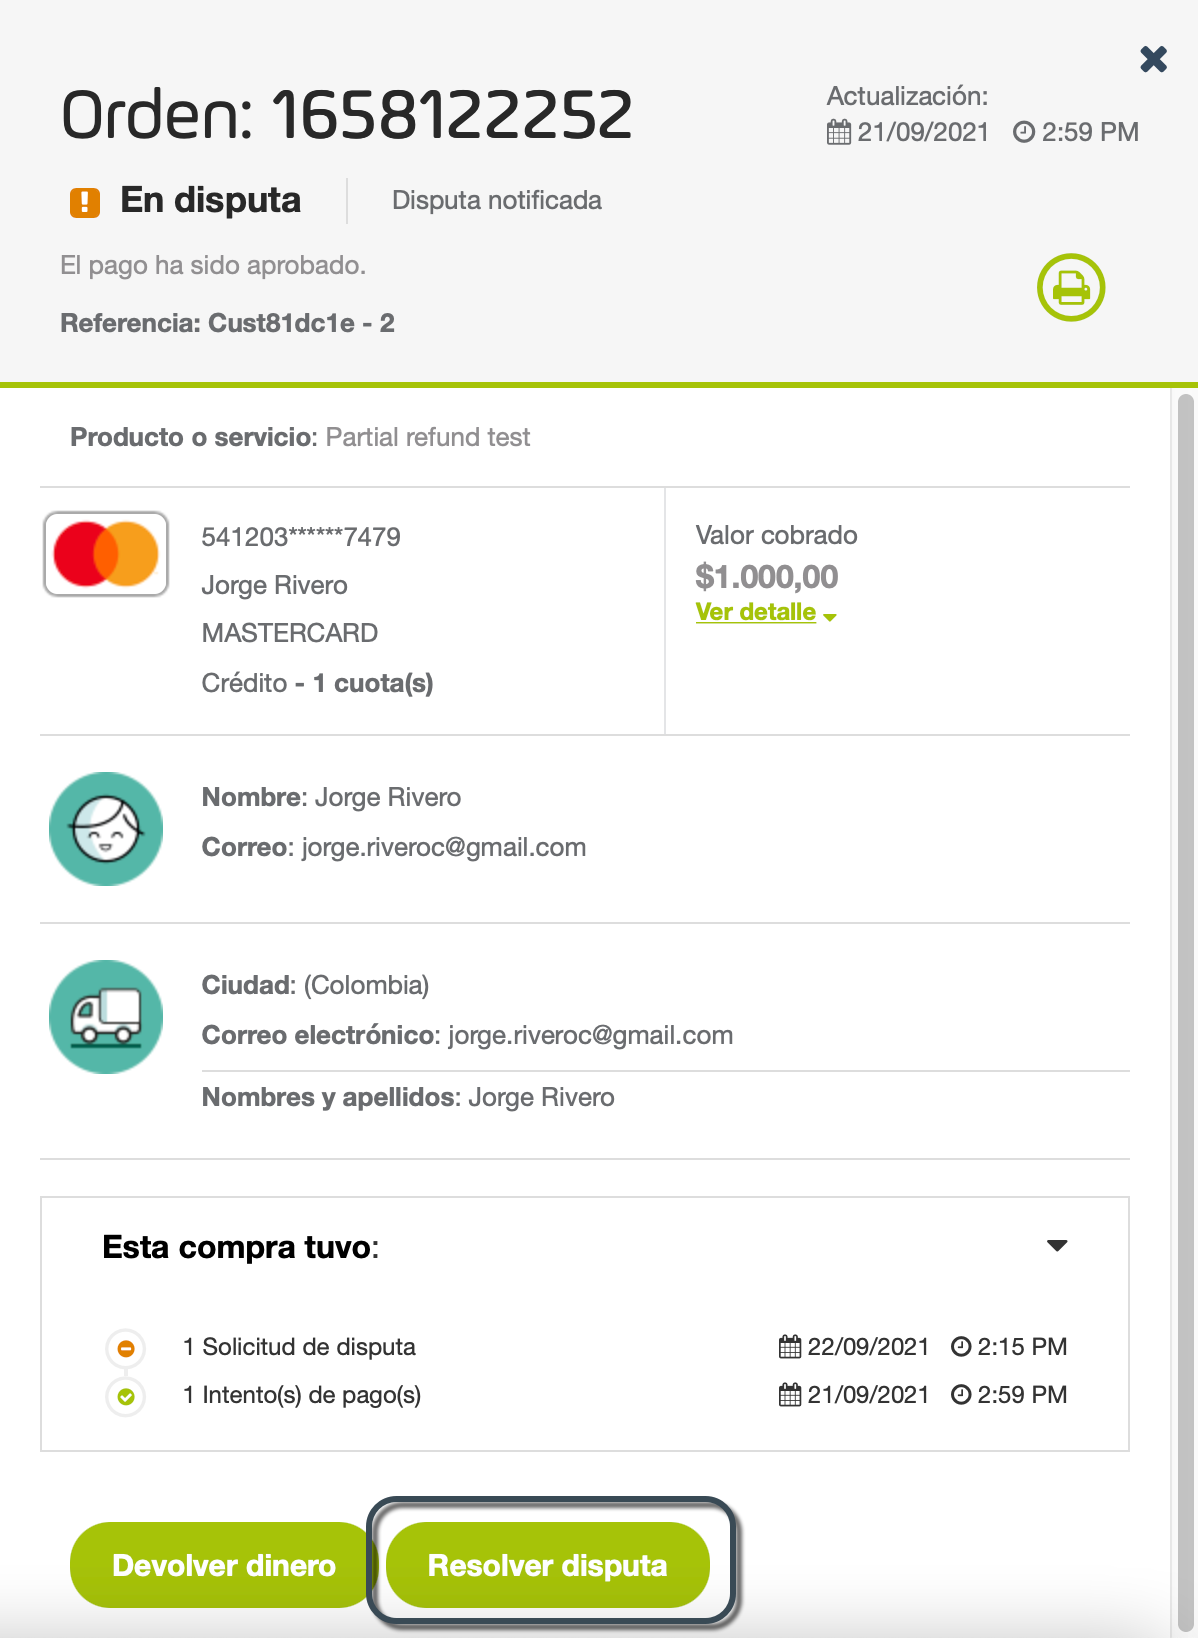 Orden: 1658122252
Actualización:
21/09/2021 2:59 PM
En disputa
Disputa notificada
El pago ha sido aprobado.
Referencia: Cust81dc1e - 2
Producto o servicio: Partial refund test
541203******7479
Jorge Rivero
MASTERCARD
Crédito - 1 cuota(s)
Valor cobrado
$1.000,00
Ver detalle
Nombre: Jorge Rivero
Correo: jorge.riveroc@gmail.com
Ciudad: (Colombia)
Correo electrónico: jorge.riveroc@gmail.com
Nombres y apellidos: Jorge Rivero
Esta compra tuvo:
1 Solicitud de disputa 22/09/2021 2:15 PM
1 Intento(s) de pago(s) 21/09/2021 2:59 PM
Devolver dinero
Resolver disputa